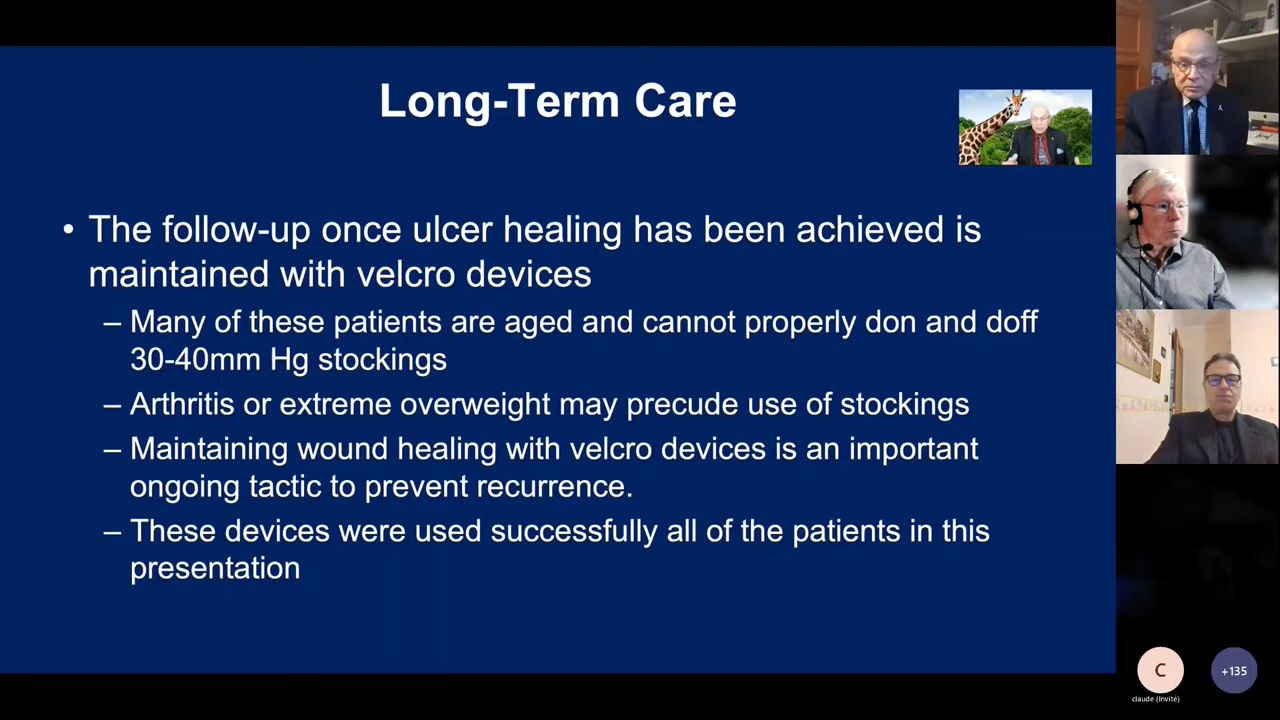 Long-Term Care
• The follow-up once ulcer healing has been achieved is
maintained with velcro devices
– Many of these patients are aged and cannot properly don and doff
30-40mm Hg stockings
– Arthritis or extreme overweight may precude use of stockings
– Maintaining wound healing with velcro devices is an important
ongoing tactic to prevent recurrence.
– These devices were used successfully all of the patients in this
presentation
C
+135
claude (Invité)